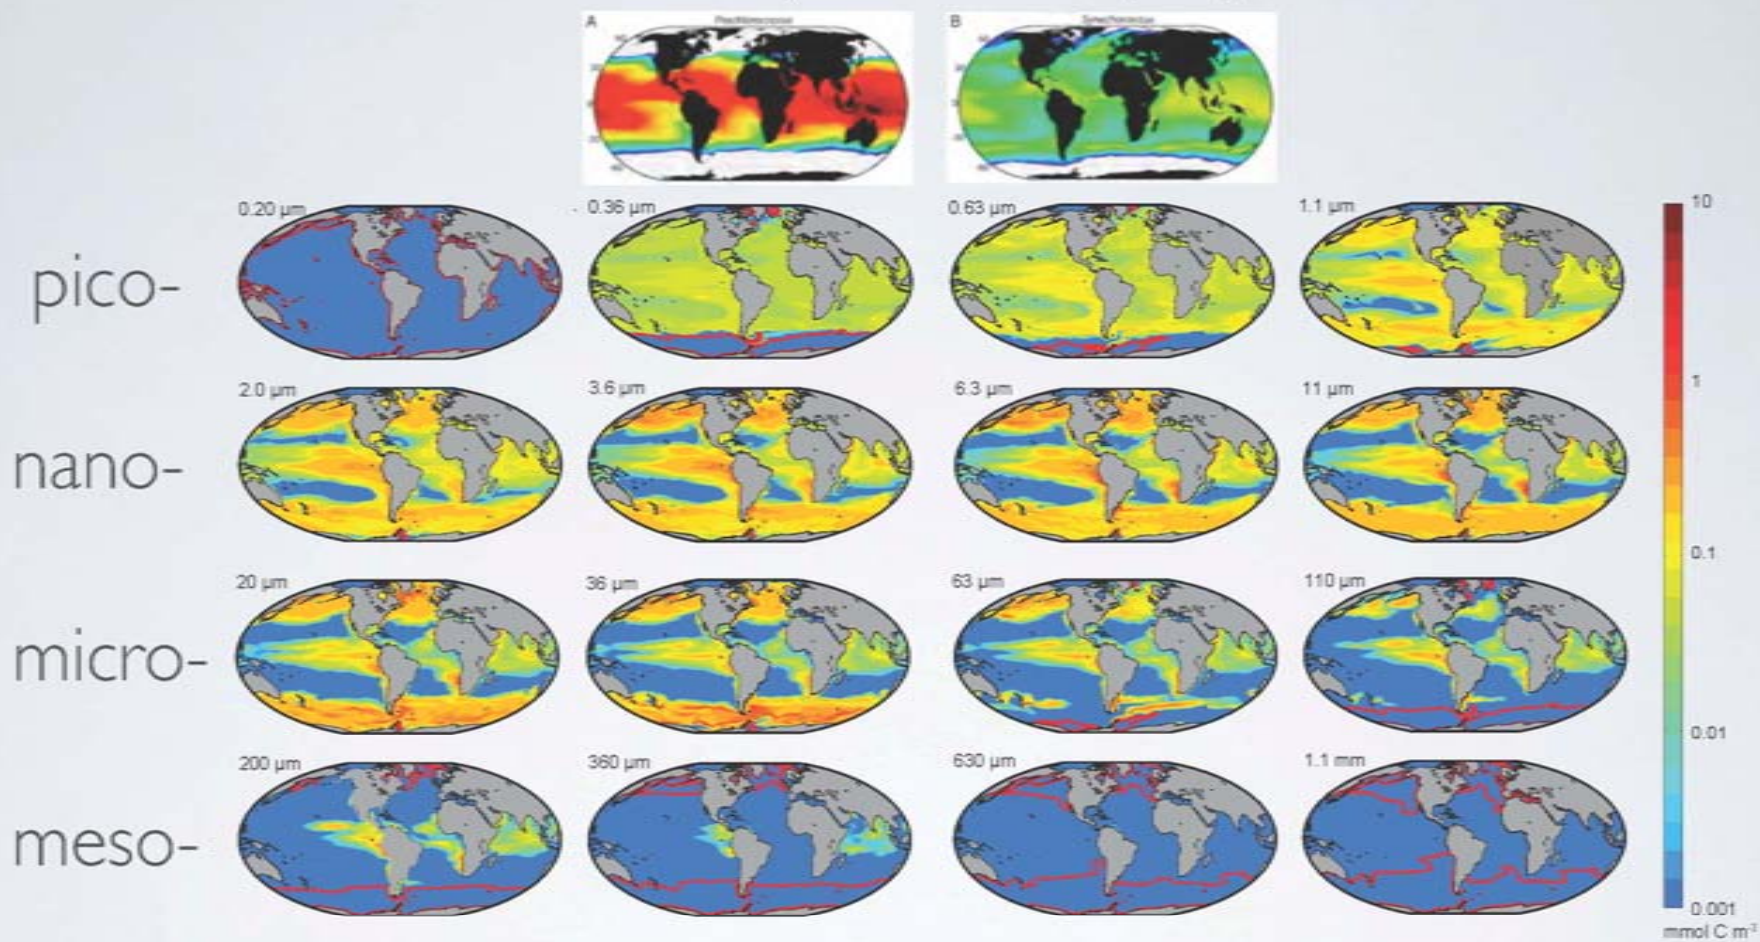 A
B
Synechococcus
0.20 μm
0.36 μm
0.63 μm
1.1 μm
10
pico-
1
2.0 μm
3.6 μm
6.3 μm
11 μm
nano-
0.1
20 μm
36 μm
63 μm
110 μm
micro-
0.01
200 μm
360 μm
630 μm
1.1 mm
meso-
0.001
mmol C m⁻²